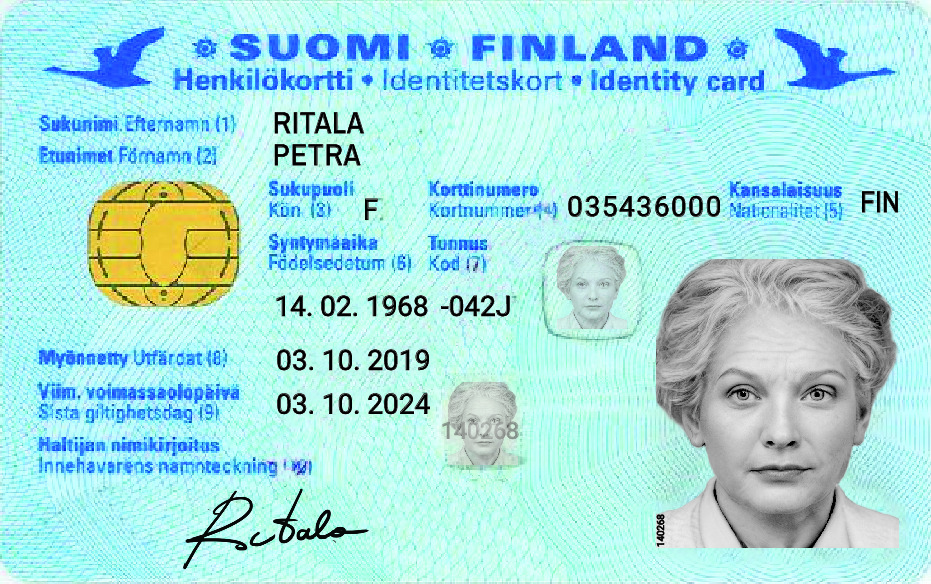 SUOMI FINLAND
Henkilökortti • Identitetskort • Identity card
Sukunimi Efternamn (1) RITALA
Etunimet Förnamn (2) PETRA
Sukupuoli Korttinumero Kansalaisuus
Kön (3) F Kortnummer (4) 035436000 Nationalitet (5) FIN
Syntymäaika Tunnus
Födelsedetum (6) Kod (7)
14. 02. 1968 -042J
Myönnetty Utfärdat (8) 03. 10. 2019
Viim. voimassaolopäivä
Sista giltighetsdag (9) 03. 10. 2024
140268
Haltijan nimikirjoitus
Innehavarens namnteckning
Ritala
140268